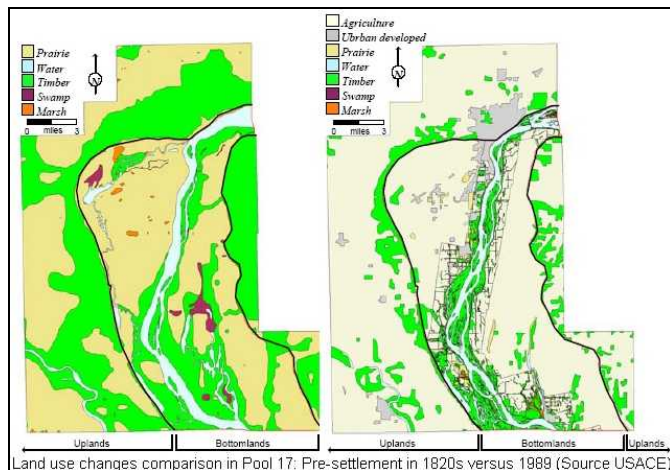 Prairie
Water
Timber
Swamp
Marsh
N
0 3
miles
Agriculture
Ubrban developed
Prairie
Water
Timber
Swamp
Marsh
N
0 3
miles
Uplands Bottomlands
Uplands Bottomlands Uplands
Land use changes comparison in Pool 17: Pre-settlement in 1820s versus 1989 (Source USACE)